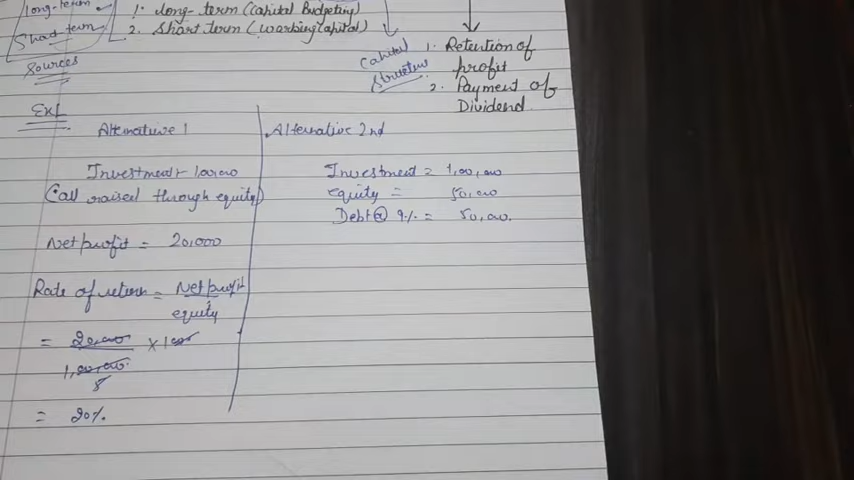 Long-term
Short term
1. Long-term (Capital Budgeting)
2. Short term (Working Capital)
Sources
Capital
Structure
1. Retention of
profit
2. Payment of
Dividend
Ex1
Alternative 1
Investment = 1,00,000
(all raised through equity)
Net profit = 20,000
Rate of return = Net profit
equity
= 20,000 × 100
1,00,000
5
= 20%
Alternative 2nd
Investment = 1,00,000
equity = 50,000
Debt@ 9% = 50,000.